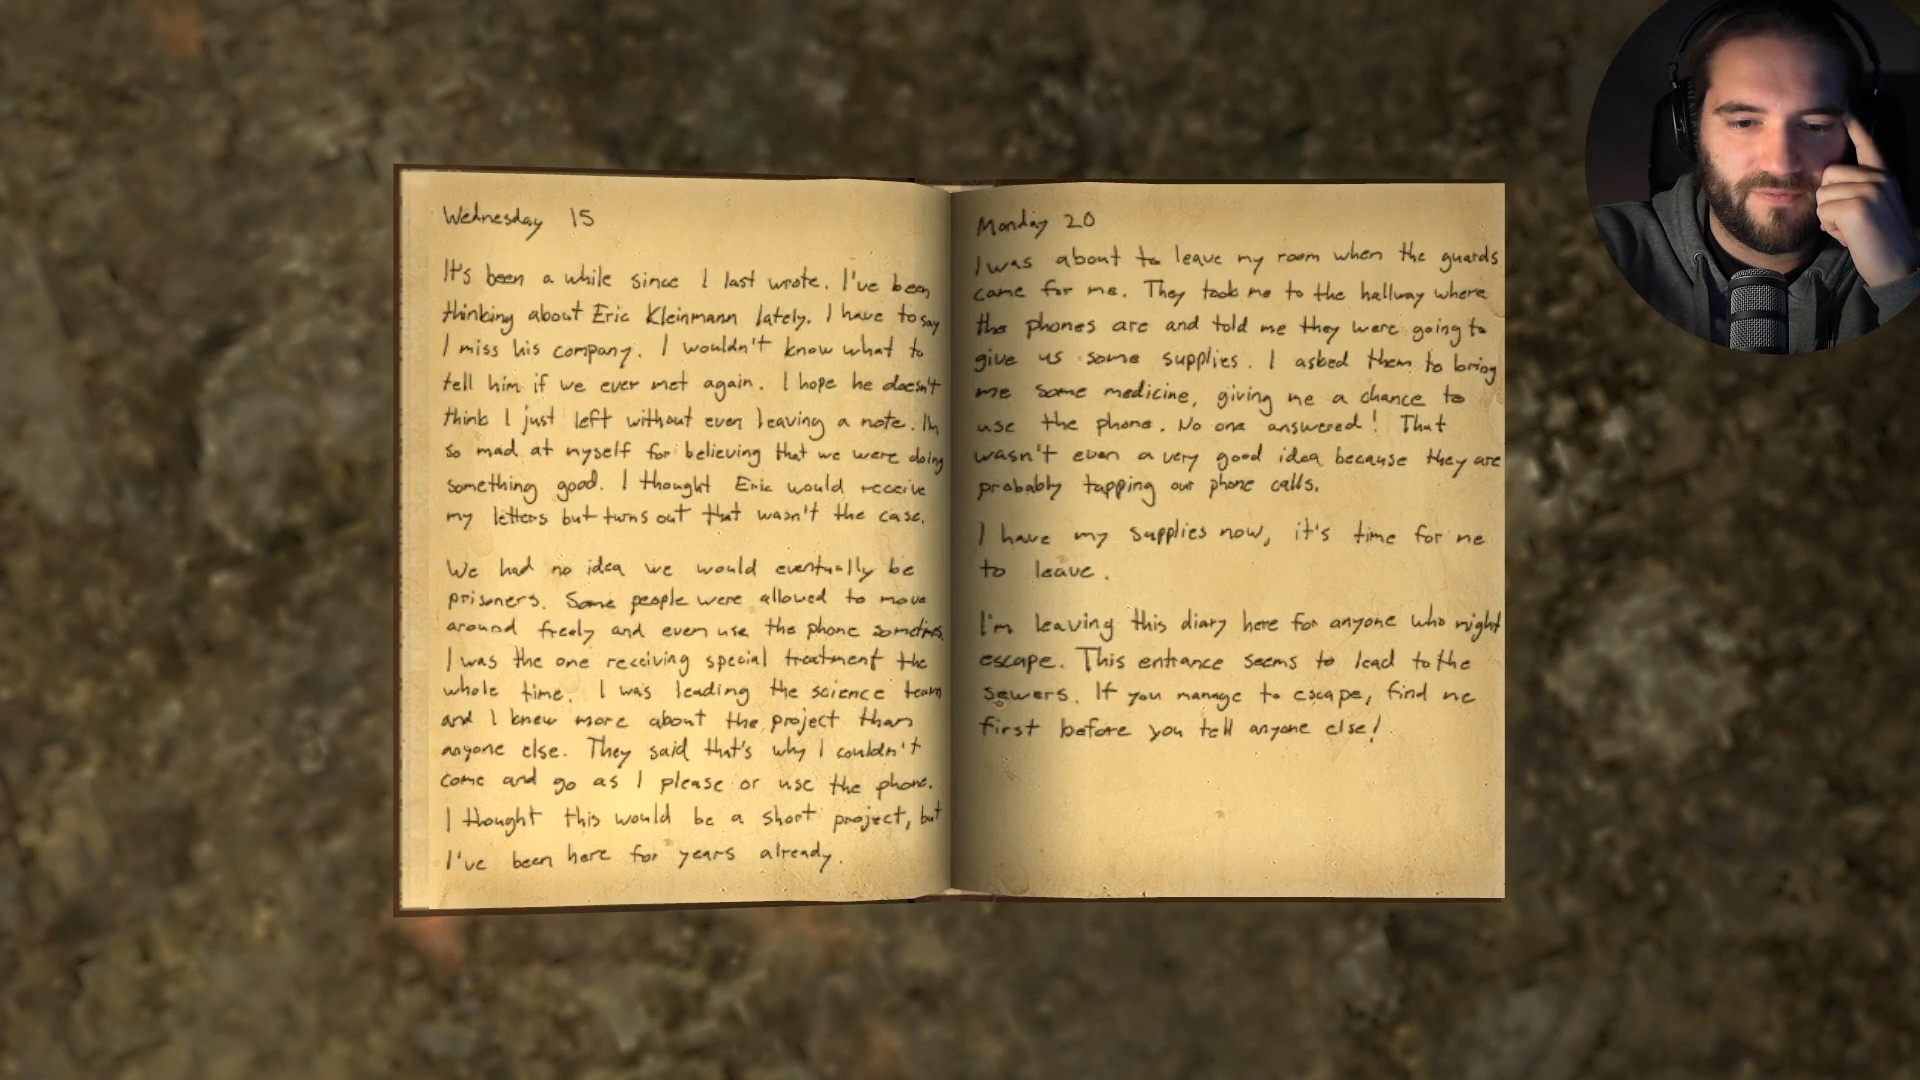 Wednesday 15
It's been a while since I last wrote. I've been
thinking about Eric Kleinmann lately. I have to say
I miss his company. I wouldn't know what to
tell him if we ever met again. I hope he doesn't
think I just left without even leaving a note. I'm
so mad at myself for believing that we were doing
something good. I thought Eric would receive
my letters but turns out that wasn't the case.
We had no idea we would eventually be
prisoners. Some people were allowed to move
around freely and even use the phone sometimes.
I was the one receiving special treatment the
whole time. I was leading the science team
and I knew more about the project than
anyone else. They said that's why I couldn't
come and go as I please or use the phone.
I thought this would be a short project, but
I've been here for years already.
Monday 20
I was about to leave my room when the guards
came for me. They took me to the hallway where
the phones are and told me they were going to
give us some supplies. I asked them to bring
me some medicine, giving me a chance to
use the phone. No one answered! That
wasn't even a very good idea because they are
probably tapping our phone calls.
I have my supplies now, it's time for me
to leave.
I'm leaving this diary here for anyone who might
escape. This entrance seems to lead to the
sewers. If you manage to escape, find me
first before you tell anyone else!